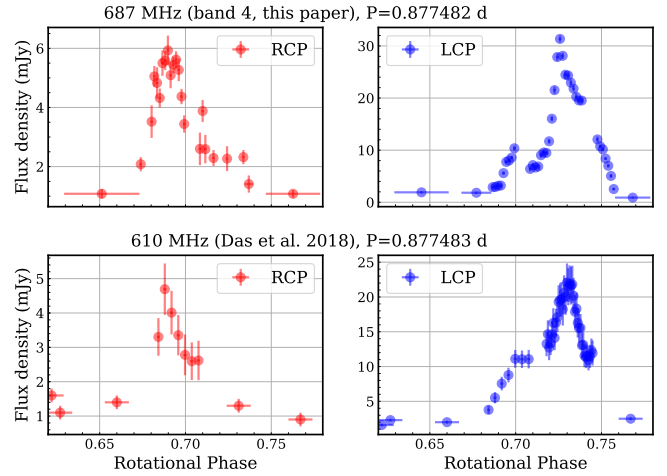 687 MHz (band 4, this paper), P=0.877482 d
Flux density (mJy)
6
4
2
RCP
30
20
10
0
LCP
610 MHz (Das et al. 2018), P=0.877483 d
Flux density (mJy)
5
4
3
2
1
RCP
0.65 0.70 0.75
Rotational Phase
25
20
15
10
5
LCP
0.65 0.70 0.75
Rotational Phase